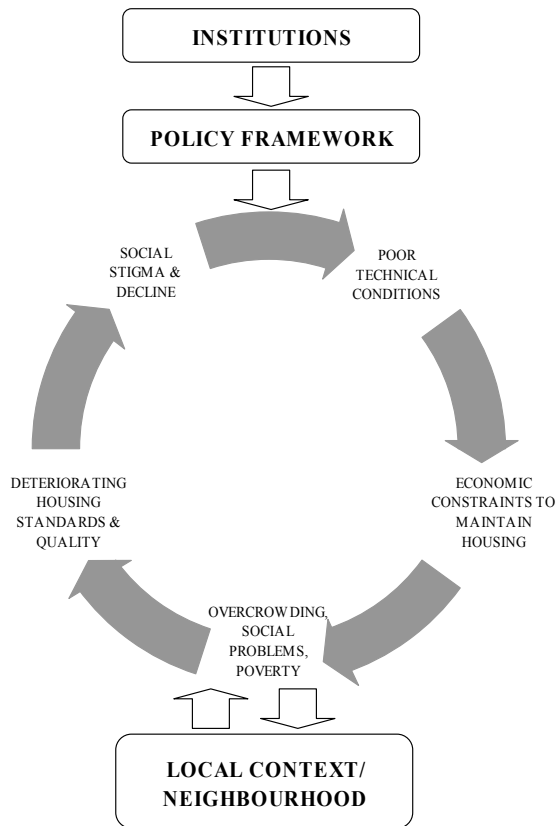 INSTITUTIONS
POLICY FRAMEWORK
SOCIAL
STIGMA &
DECLINE
POOR
TECHNICAL
CONDITIONS
DETERIORATING
HOUSING
STANDARDS &
QUALITY
ECONOMIC
CONSTRAINTS TO
MAINTAIN
HOUSING
OVERCROWDING,
SOCIAL
PROBLEMS,
POVERTY
LOCAL CONTEXT/
NEIGHBOURHOOD